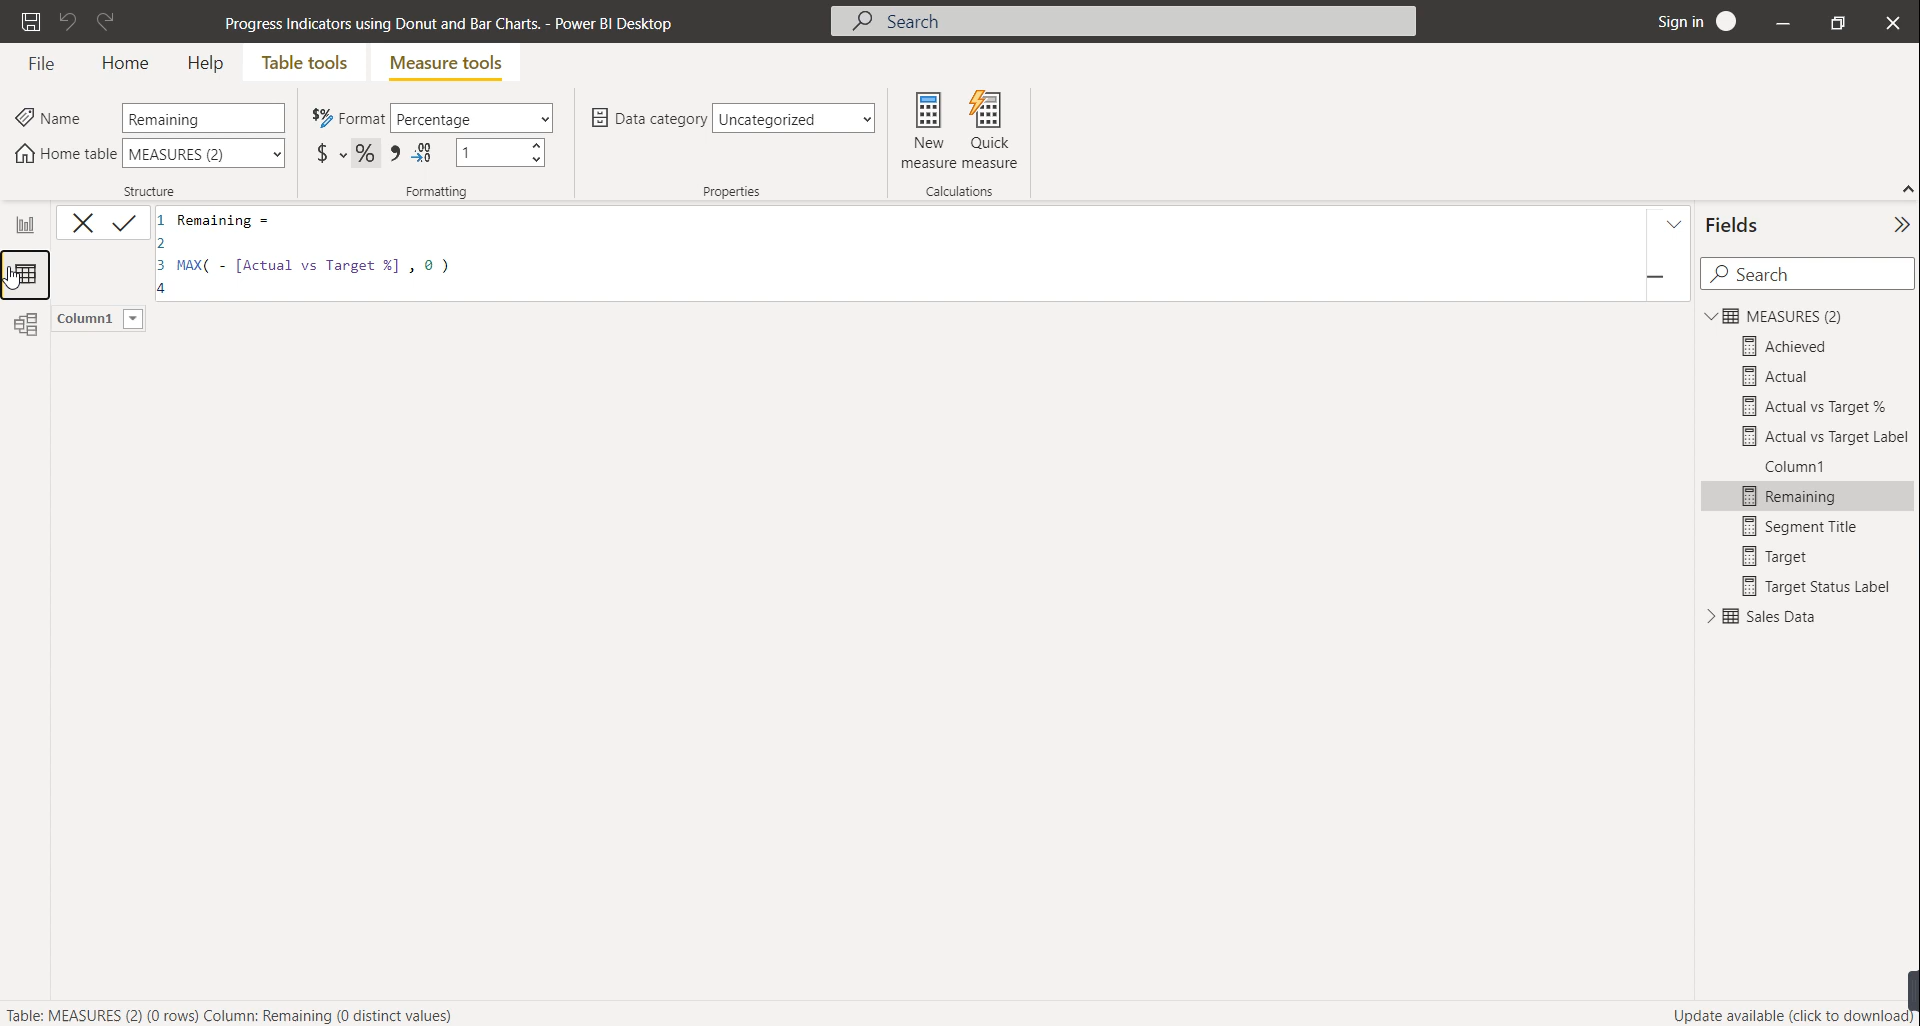 Progress Indicators using Donut and Bar Charts. - Power BI Desktop
Search
Sign in
File
Home
Help
Table tools
Measure tools
Name
Remaining
Home table
MEASURES (2)
Structure
$% Format
Percentage
$ % , .00 →.0
1
Formatting
Data category
Uncategorized
Properties
New measure
Quick measure
Calculations
1 Remaining =
2
3 MAX( - [Actual vs Target %] , 0 )
4
Column1
Fields
Search
MEASURES (2)
Achieved
Actual
Actual vs Target %
Actual vs Target Label
Column1
Remaining
Segment Title
Target
Target Status Label
Sales Data
Table: MEASURES (2) (0 rows) Column: Remaining (0 distinct values)
Update available (click to download)